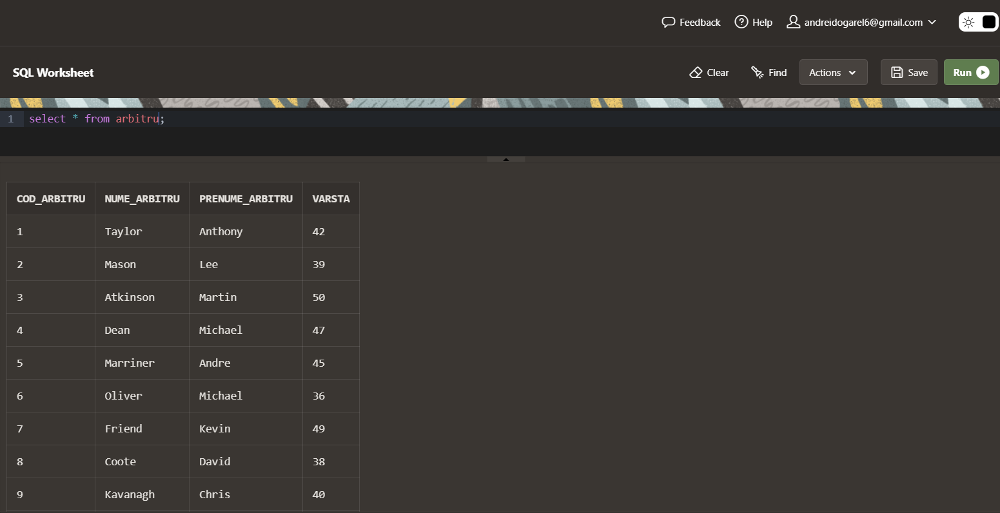 Feedback Help andreidogarel6@gmail.com
SQL Worksheet Clear Find Actions Save Run
1 select * from arbitru;
COD_ARBITRU NUME_ARBITRU PRENUME_ARBITRU VARSTA
1 Taylor Anthony 42
2 Mason Lee 39
3 Atkinson Martin 50
4 Dean Michael 47
5 Marriner Andre 45
6 Oliver Michael 36
7 Friend Kevin 49
8 Coote David 38
9 Kavanagh Chris 40